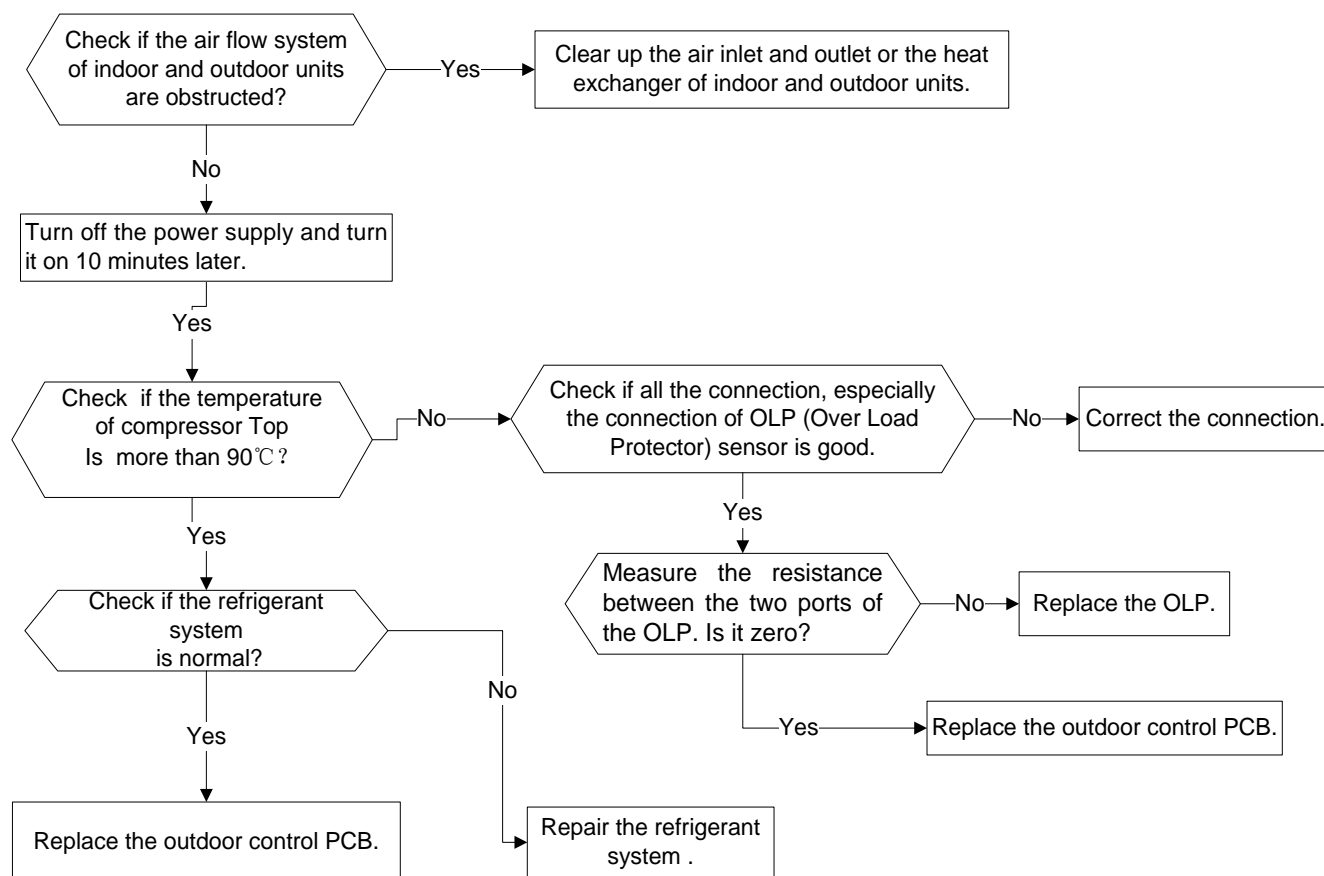 Check if the air flow system
of indoor and outdoor units
are obstructed?
Yes
Clear up the air inlet and outlet or the heat
exchanger of indoor and outdoor units.
No
Turn off the power supply and turn
it on 10 minutes later.
Yes
Check if the temperature
of compressor Top
Is more than 90℃?
No
Check if all the connection, especially
the connection of OLP (Over Load
Protector) sensor is good.
No
Correct the connection.
Yes
Yes
Measure the resistance
between the two ports of
the OLP. Is it zero?
No
Replace the OLP.
Check if the refrigerant
system
is normal?
No
Yes
Yes
Replace the outdoor control PCB.
Replace the outdoor control PCB.
Repair the refrigerant
system .